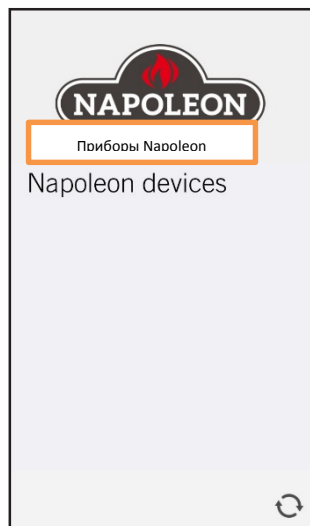 NAPOLEON
Приборы Napoleon
Napoleon devices